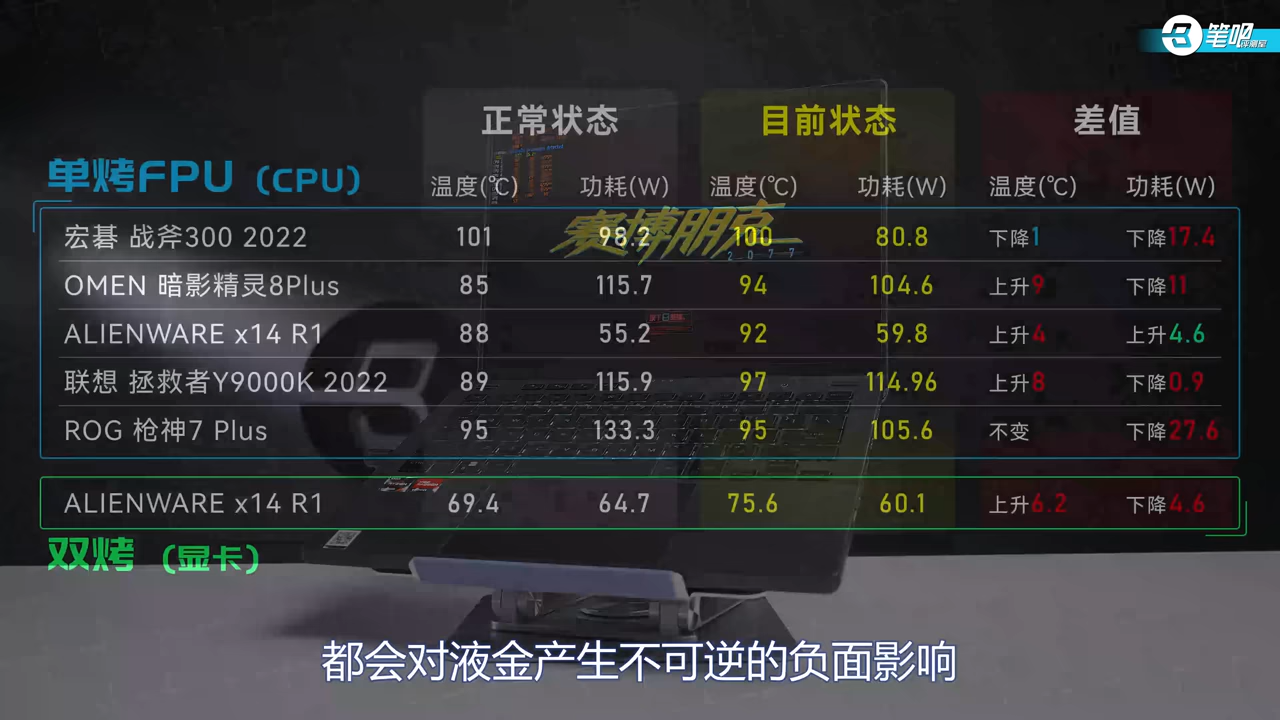 笔吧评测室
正常状态 目前状态 差值
单烤FPU（CPU） 温度(℃) 功耗(W) 温度(℃) 功耗(W) 温度(℃) 功耗(W)
宏碁 战斧300 2022 101 98.2 100 80.8 下降1 下降17.4
赛博朋克
2077
OMEN 暗影精灵8Plus 85 115.7 94 104.6 上升9 下降11
ALIENWARE x14 R1 88 55.2 92 59.8 上升4 上升4.6
联想 拯救者Y9000K 2022 89 115.9 97 114.96 上升8 下降0.9
ROG 枪神7 Plus 95 133.3 95 105.6 不变 下降27.6
ALIENWARE x14 R1 69.4 64.7 75.6 60.1 上升6.2 下降4.6
双烤（显卡）
都会对液金产生不可逆的负面影响